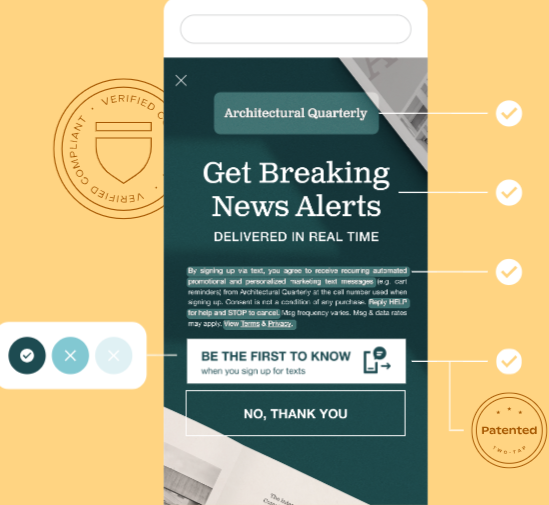 VERIFIED C
VERIFIED COMPLIANT
Architectural Quarterly
Get Breaking
News Alerts
DELIVERED IN REAL TIME
By signing up via text, you agree to receive recurring automated
promotional and personalized marketing text messages (e.g. cart
reminders) from Architectural Quarterly at the cell number used when
signing up. Consent is not a condition of any purchase. Reply HELP
for help and STOP to cancel. Msg frequency varies. Msg & data rates
may apply. View Terms & Privacy.
BE THE FIRST TO KNOW
when you sign up for texts
NO, THANK YOU
Patented
TWO-TAP